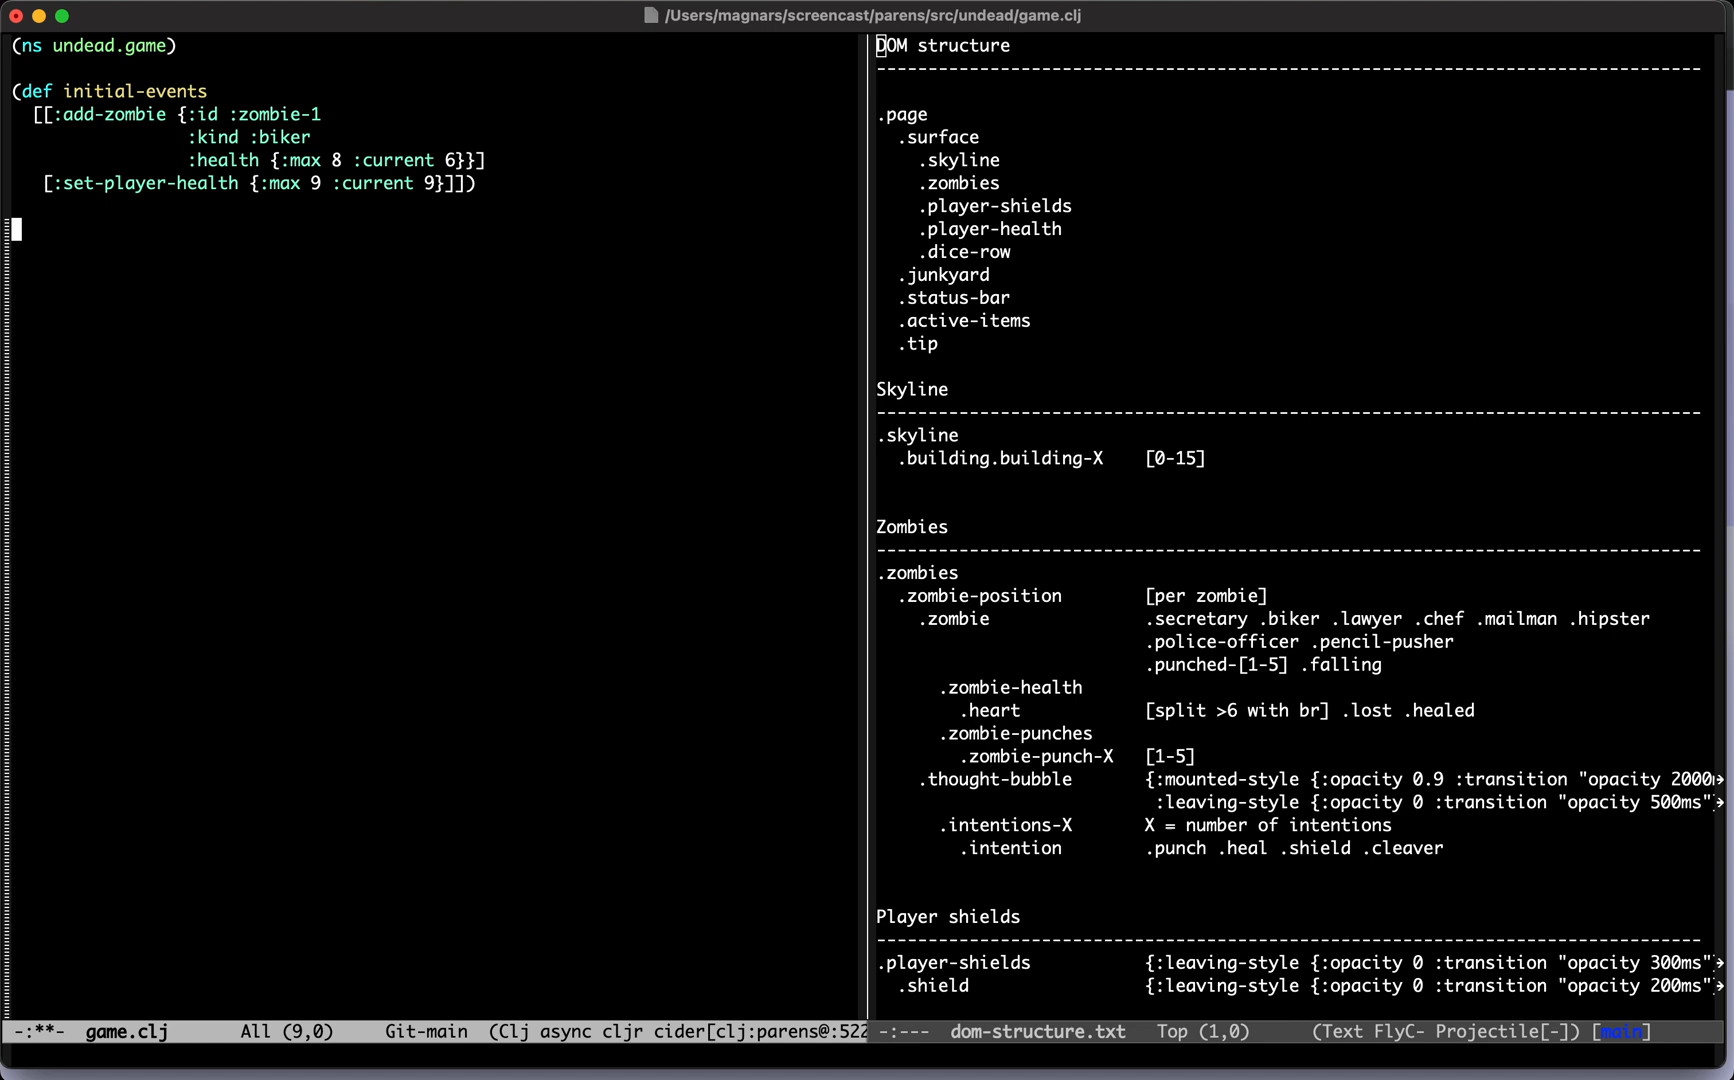 /Users/magnars/screencast/parens/src/undead/game.clj
(ns undead.game)
(def initial-events
  [[:add-zombie {:id :zombie-1
                 :kind :biker
                 :health {:max 8 :current 6}}]
   [:set-player-health {:max 9 :current 9}]])
-:**-  game.clj       All (9,0)     Git-main  (Clj async cljr cider[clj:parens@:522
DOM structure
--------------------------------------------------------------------------------
.page
  .surface
    .skyline
    .zombies
    .player-shields
    .player-health
    .dice-row
  .junkyard
  .status-bar
  .active-items
  .tip
Skyline
--------------------------------------------------------------------------------
.skyline
  .building.building-X    [0-15]
Zombies
--------------------------------------------------------------------------------
.zombies
  .zombie-position        [per zombie]
    .zombie               .secretary .biker .lawyer .chef .mailman .hipster
                          .police-officer .pencil-pusher
                          .punched-[1-5] .falling
      .zombie-health
        .heart            [split >6 with br] .lost .healed
      .zombie-punches
        .zombie-punch-X   [1-5]
    .thought-bubble       {:mounted-style {:opacity 0.9 :transition "opacity 2000
                           :leaving-style {:opacity 0 :transition "opacity 500ms"
      .intentions-X       X = number of intentions
        .intention        .punch .heal .shield .cleaver
Player shields
--------------------------------------------------------------------------------
.player-shields           {:leaving-style {:opacity 0 :transition "opacity 300ms"
  .shield                 {:leaving-style {:opacity 0 :transition "opacity 200ms"
-:---  dom-structure.txt   Top (1,0)      (Text FlyC- Projectile[-]) [main]